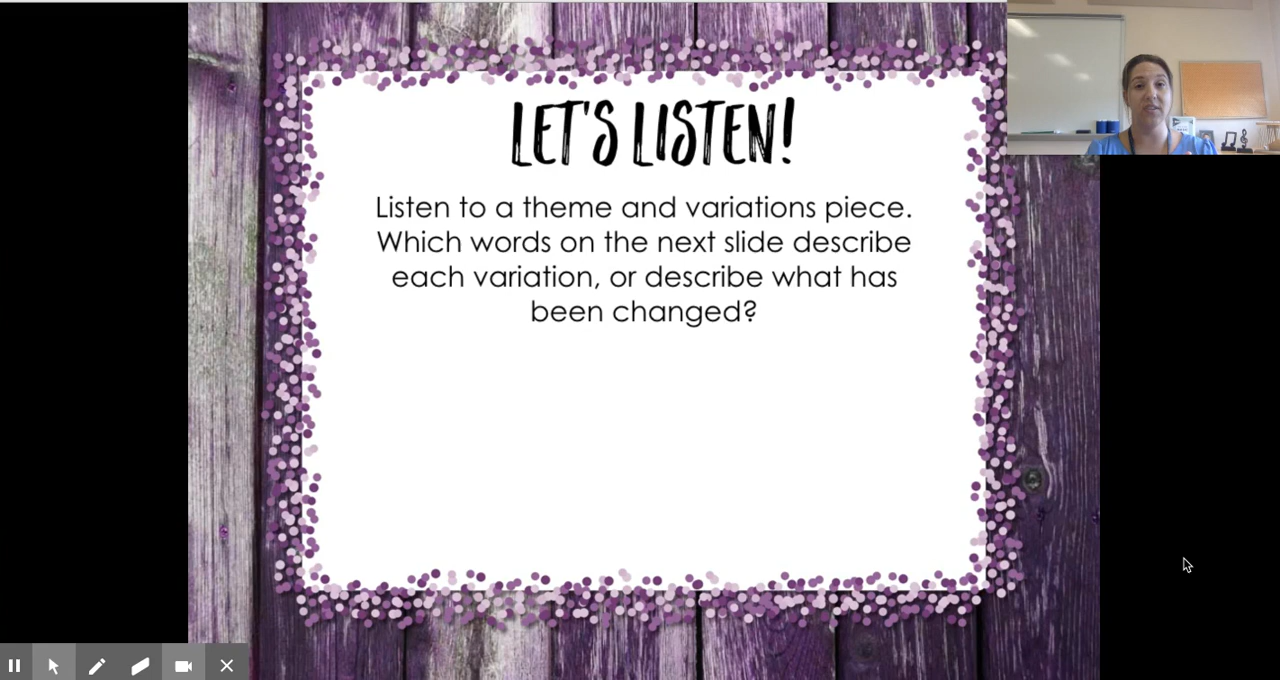 LET'S LISTEN!
Listen to a theme and variations piece.
Which words on the next slide describe
each variation, or describe what has
been changed?